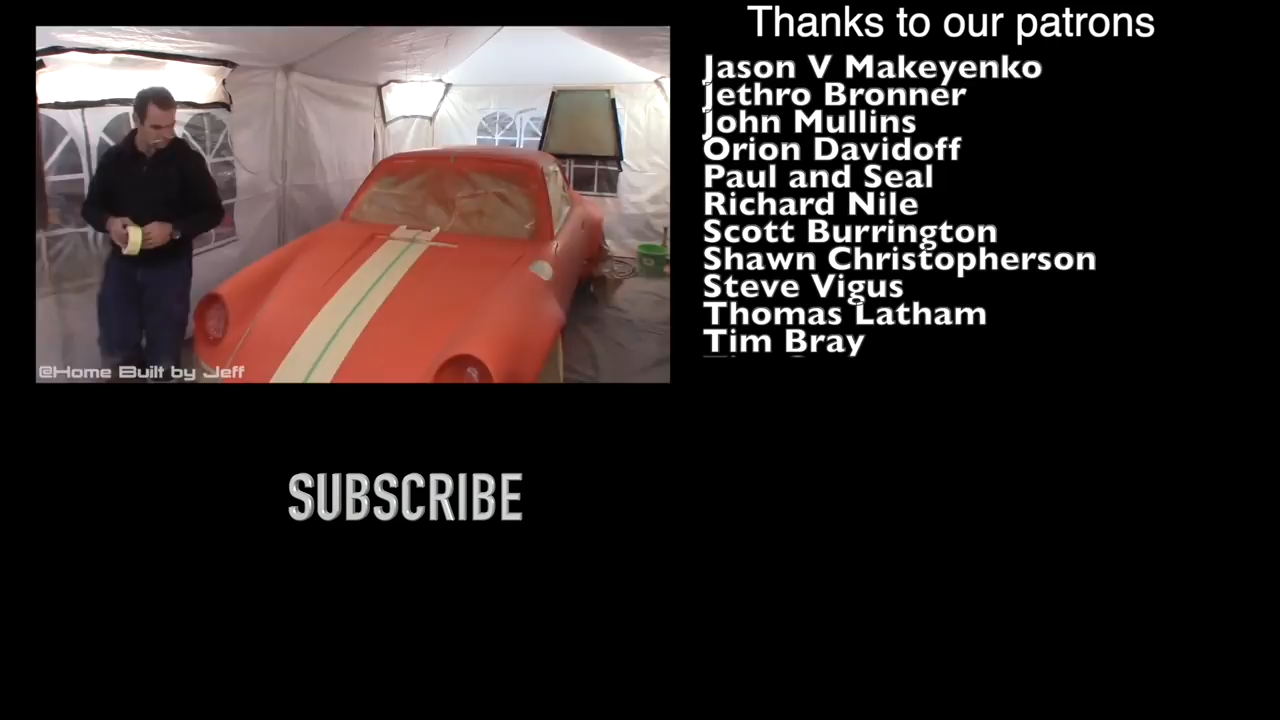 Thanks to our patrons
Jason V Makeyenko
Jethro Bronner
John Mullins
Orion Davidoff
Paul and Seal
Richard Nile
Scott Burrington
Shawn Christopherson
Steve Vigus
Thomas Latham
Tim Bray
@Home Built by Jeff
SUBSCRIBE